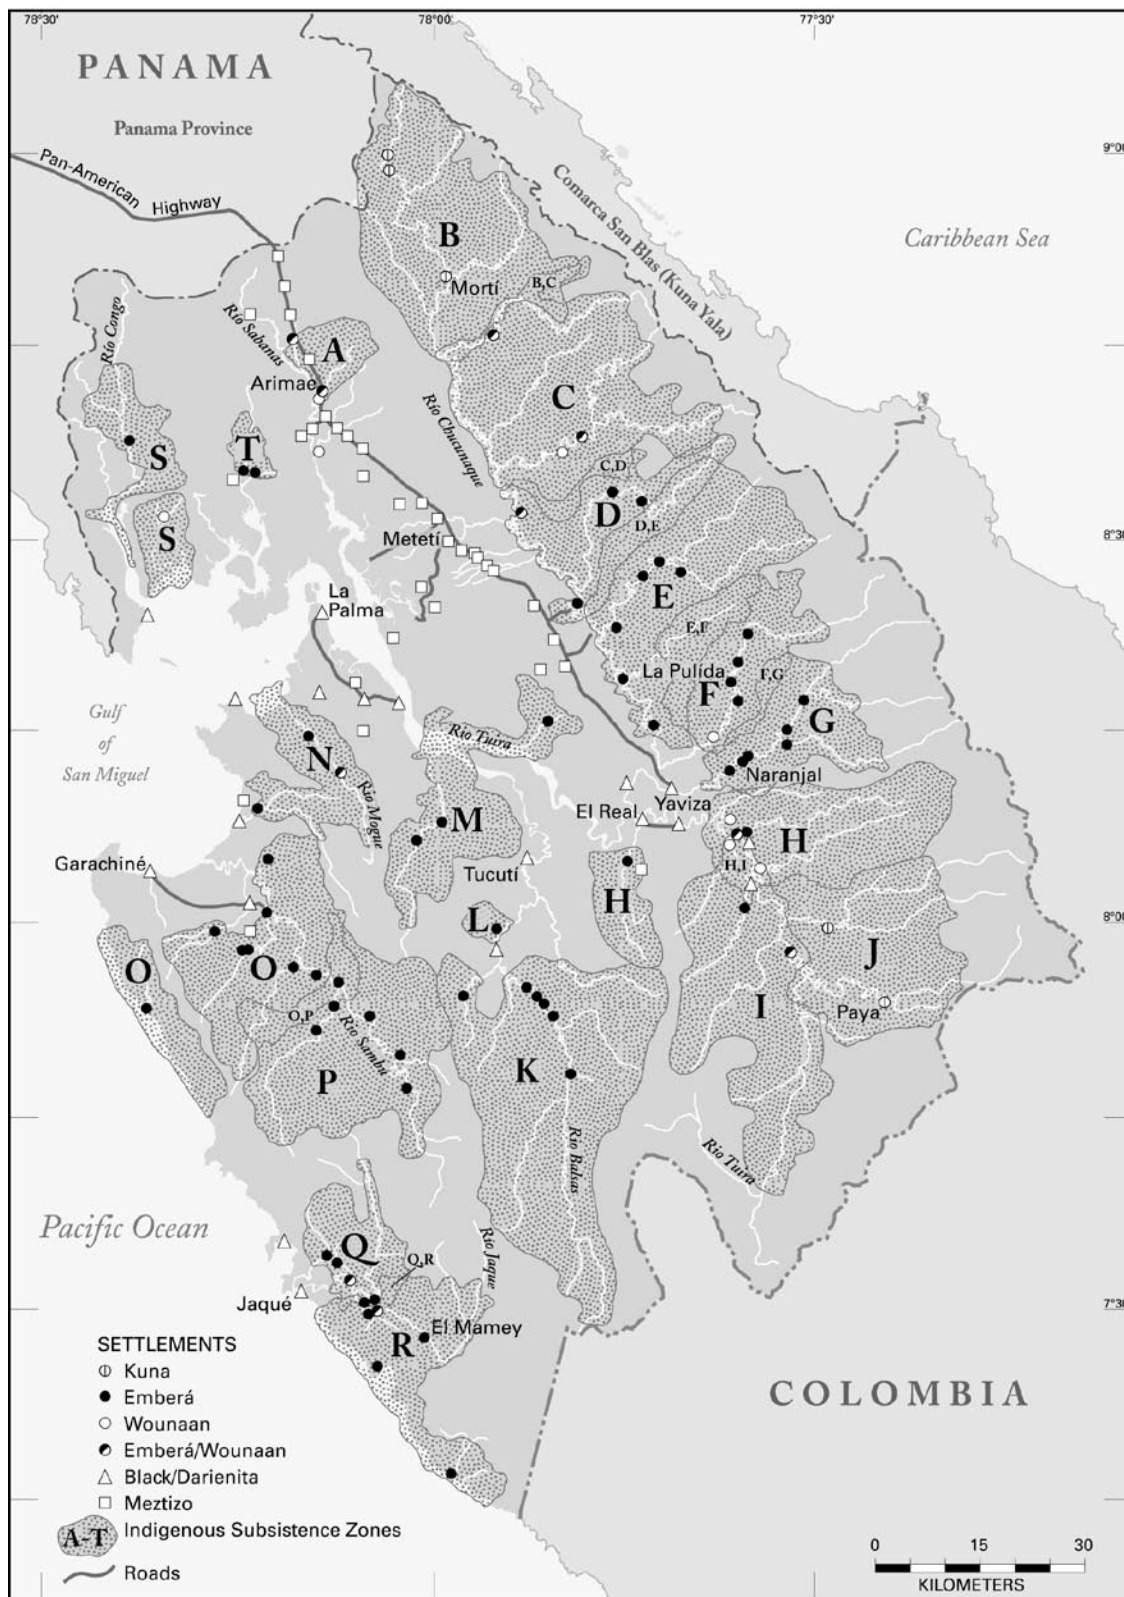 78°30'
78°00'
77°30'
PANAMA
Panama Province
Pan-American
Highway
9°00'
Comarca San Blas (Kuna Yala)
Caribbean Sea
B
Mortí
B,C
Río Congo
Río Sabanas
A
Arimae
C
Río Chucunaque
S
T
C,D
D
D,E
S
Metetí
8°30'
E
La
Palma
E,F
La Pulida
F,G
F
G
Gulf
of
San Miguel
Río Tuira
N
Naranjal
Río Mogue
M
El Real
Yaviza
H
Garachiné
Tucutí
H,I
H
L
8°00'
O
O
J
I
Paya
O,P
Río Sambu
P
K
Río Balsas
Río Tuira
Pacific Ocean
Q
Q,R
Río Jaque
Jaqué
7°30'
El Mamey
R
SETTLEMENTS
Kuna
Emberá
Wounaan
Emberá/Wounaan
Black/Darienita
Meztizo
A-T
Indigenous Subsistence Zones
Roads
COLOMBIA
0
15
30
KILOMETERS